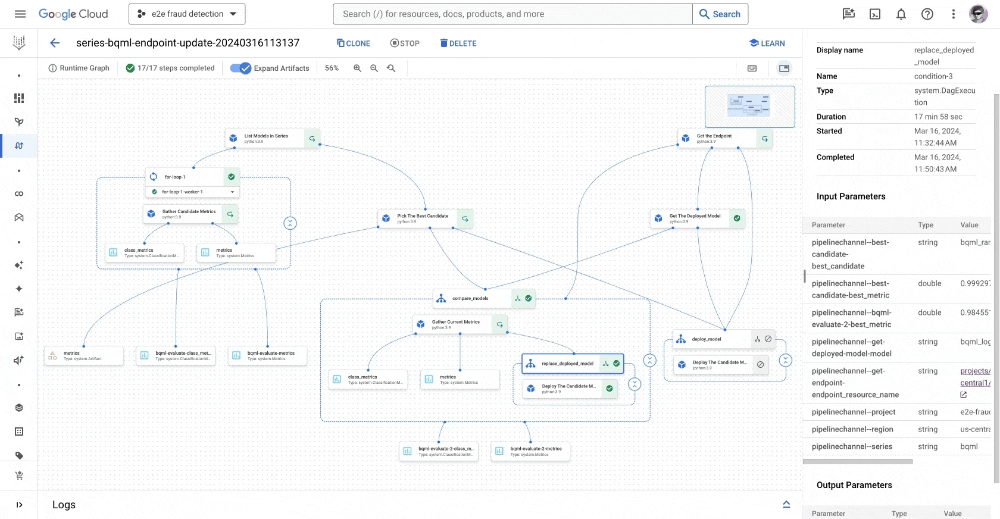 Google Cloud
e2e fraud detection
Search (/) for resources, docs, products, and more
Search
series-bqml-endpoint-update-20240316113137
CLONE
STOP
DELETE
LEARN
Runtime Graph
17/17 steps completed
Expand Artifacts
56%
List Models in Series
python:3.9
Get the Endpoint
python:3.9
for-loop-1
for-loop-1-worker-1
Gather Candidate Metrics
python:3.9
class_metrics
Type: system.ClassificationM...
metrics
Type: system.Metrics
Pick The Best Candidate
python:3.9
Get The Deployed Model
python:3.9
compare_models
Gather Current Metrics
python:3.9
metrics
Type: system.Artifact
bqml-evaluate-class_met...
Type: system.ClassificationM...
bqml-evaluate-metrics
Type: system.Metrics
class_metrics
Type: system.ClassificationM...
metrics
Type: system.Metrics
replace_deployed_model
Deploy The Candidate M...
python:3.9
deploy_model
Deploy The Candidate M...
python:3.9
bqml-evaluate-2-class_m...
Type: system.ClassificationM...
bqml-evaluate-2-metrics
Type: system.Metrics
Logs
Display name replace_deployed
_model
Name condition-3
Type system.DagExecu
tion
Duration 17 min 58 sec
Started Mar 16, 2024,
11:32:44 AM
Completed Mar 16, 2024,
11:50:43 AM
Input Parameters
Parameter Type Value
pipelinechannel--best-
candidate-
best_candidate string bqml_ran
pipelinechannel--best-
candidate-best_metric double 0.999297
pipelinechannel--bqml-
evaluate-2-best_metric double 0.984557
pipelinechannel--get-
deployed-model-model string bqml_log
pipelinechannel--get-
endpoint-
endpoint_resource_name string projects/
central1/
pipelinechannel--project string e2e-frau
pipelinechannel--region string us-centra
pipelinechannel--series string bqml
Output Parameters
Parameter Type Value